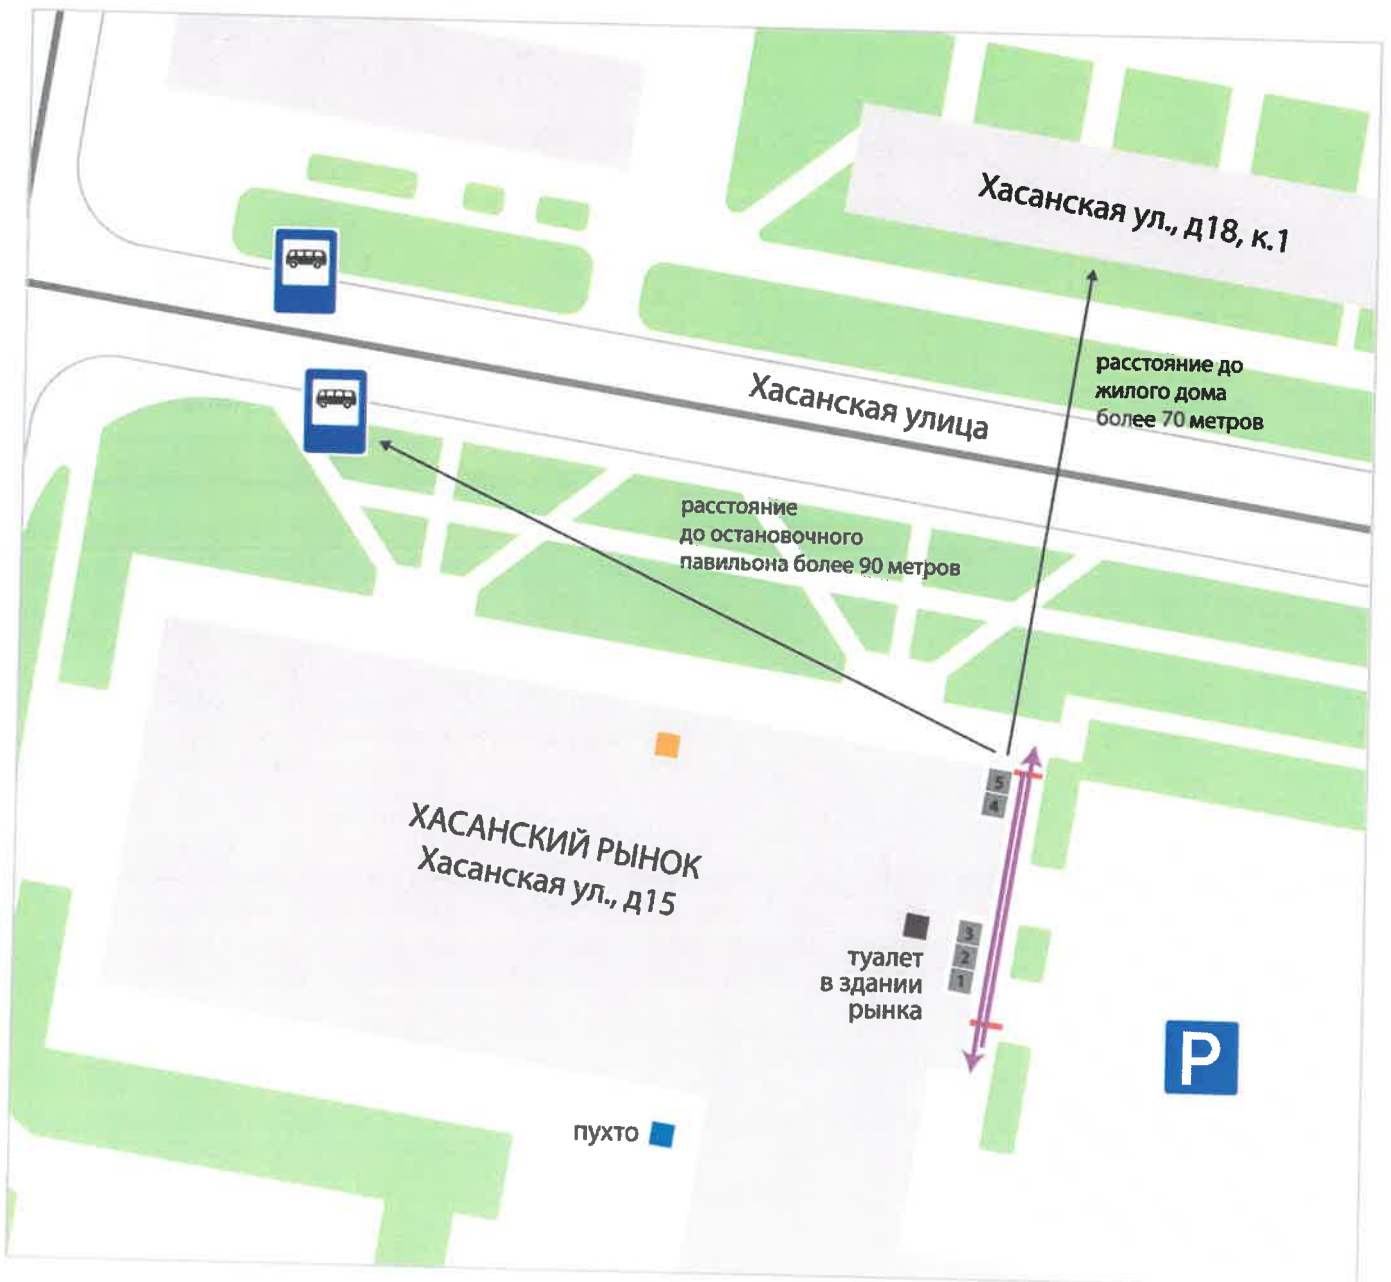 Хасанская ул., д18, к.1
расстояние до
жилого дома
более 70 метров
Хасанская улица
расстояние
до остановочного
павильона более 90 метров
5
4
ХАСАНСКИЙ РЫНОК
Хасанская ул., д15
3
2
1
туалет
в здании
рынка
P
пухто